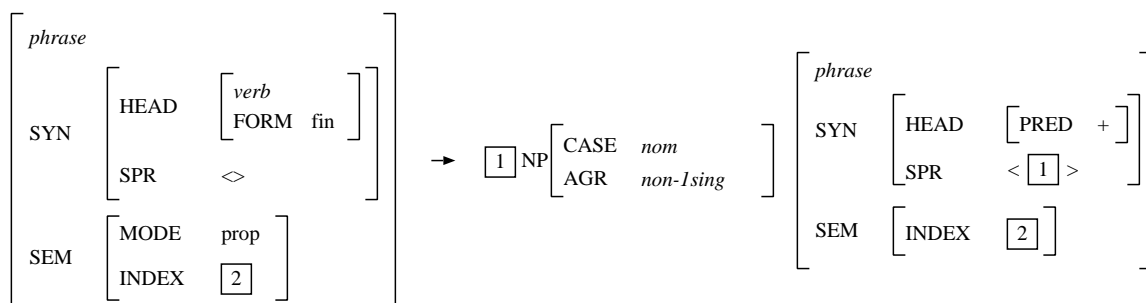 phrase
SYN HEAD verb
FORM fin
SPR <>
SEM MODE prop
INDEX 2
→
1 NP CASE nom
AGR non-1sing
phrase
SYN HEAD PRED +
SPR < 1 >
SEM INDEX 2